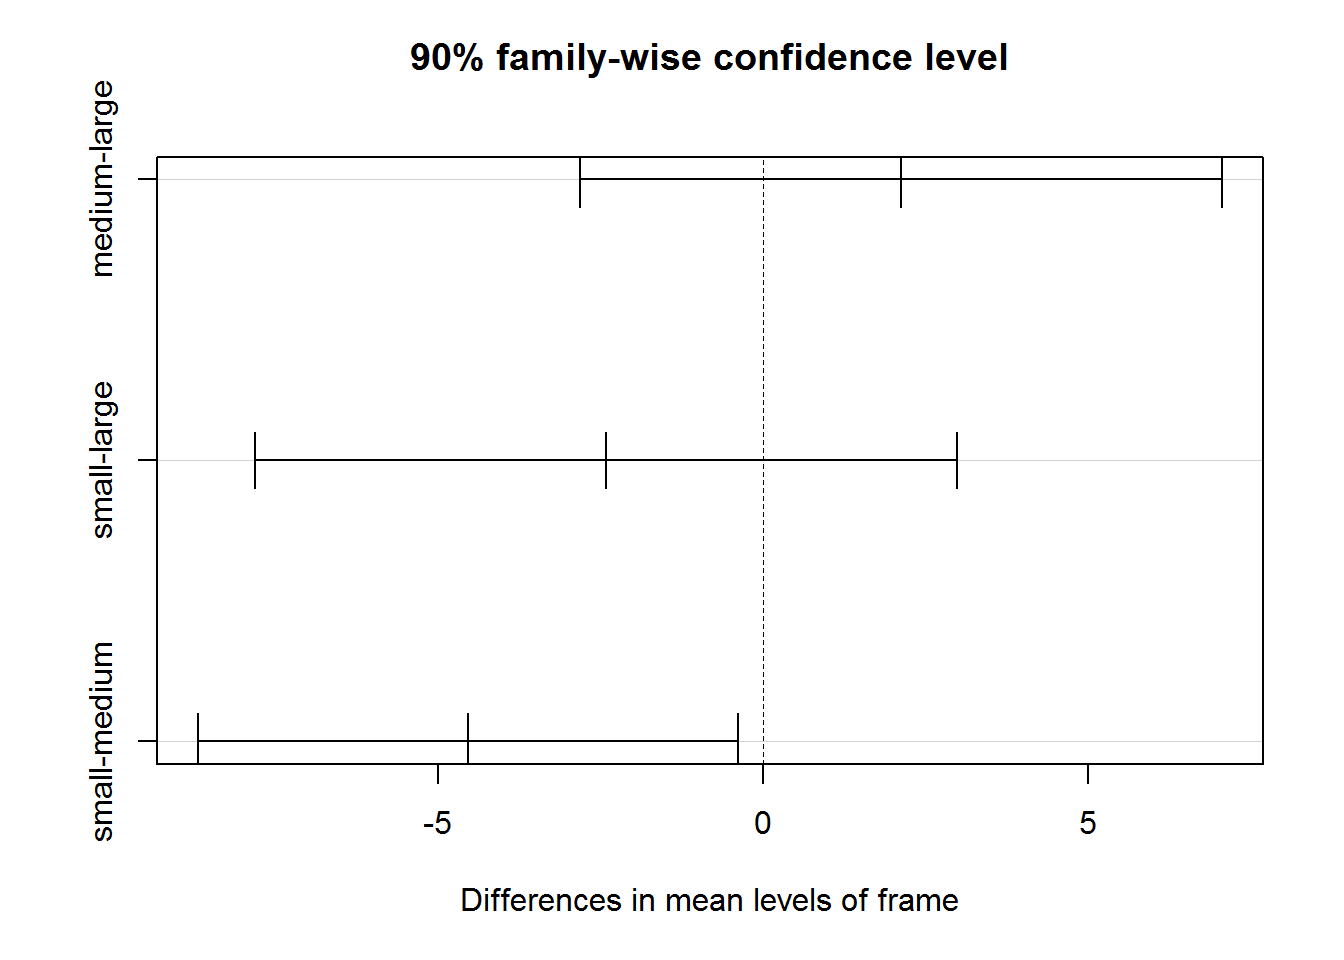 90% family-wise confidence level
medium-large
small-large
small-medium
-5 0 5
Differences in mean levels of frame